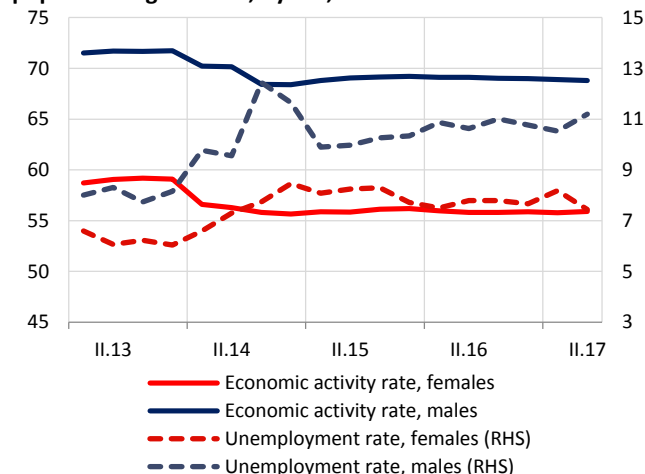 75 15
70 13
65 11
60 9
55 7
50 5
45 3
II.13 II.14 II.15 II.16 II.17
Economic activity rate, females
Economic activity rate, males
Unemployment rate, females (RHS)
Unemployment rate, males (RHS)